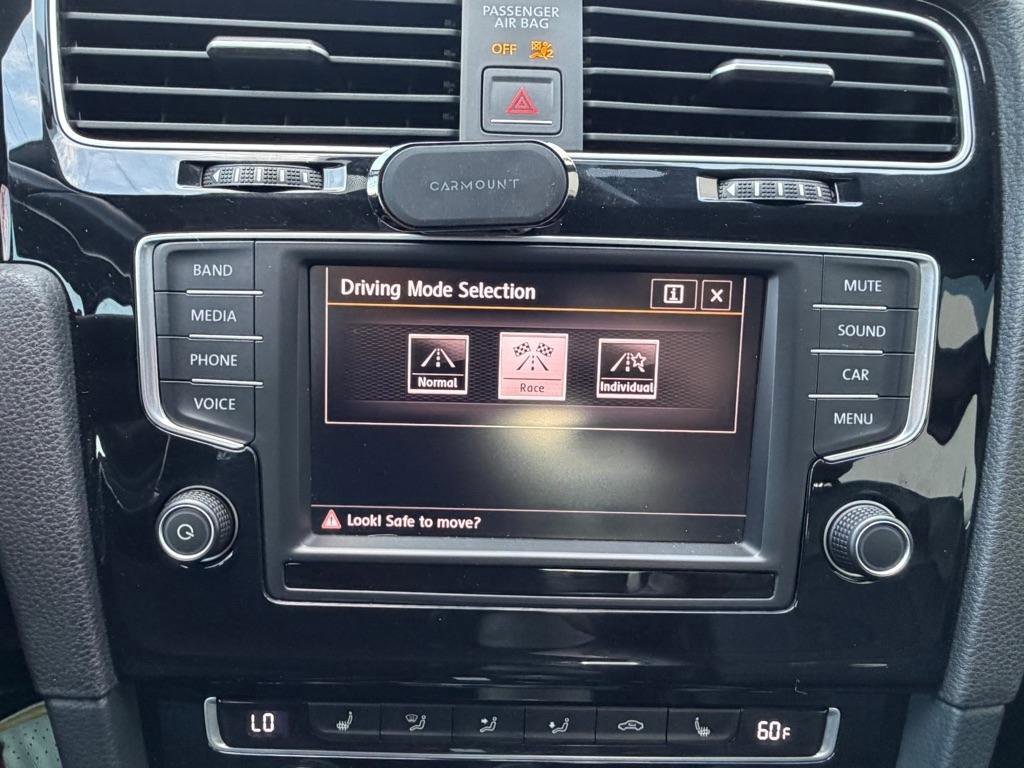 PASSENGER
AIR BAG
OFF
CARMOUNT
BAND
MEDIA
PHONE
VOICE
Driving Mode Selection
i
X
Normal
Race
Individual
Look! Safe to move?
MUTE
SOUND
CAR
MENU
LO
60F